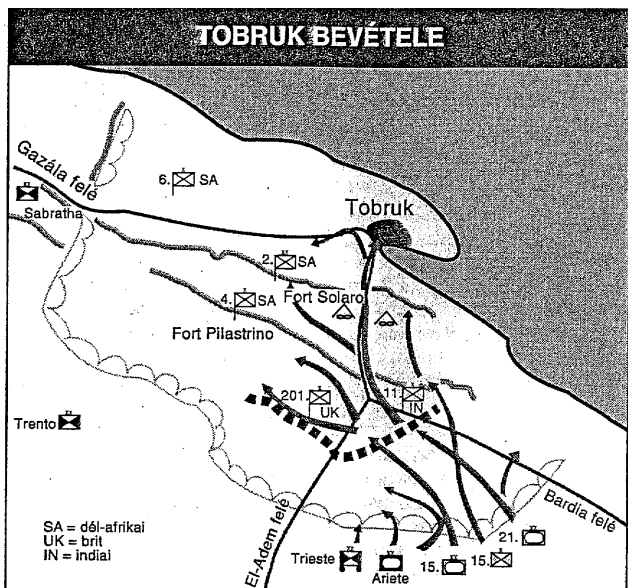 TOBRUK BEVÉTELE
Gazála felé
6. SA
Sabratha
Tobruk
2. SA
4. SA
Fort Solaro
Fort Pilastrino
201. UK
11. IN
Trento
SA = dél-afrikai
UK = brit
IN = indiai
El-Adem felé
Bardia felé
Trieste
Ariete
15.
15.
21.